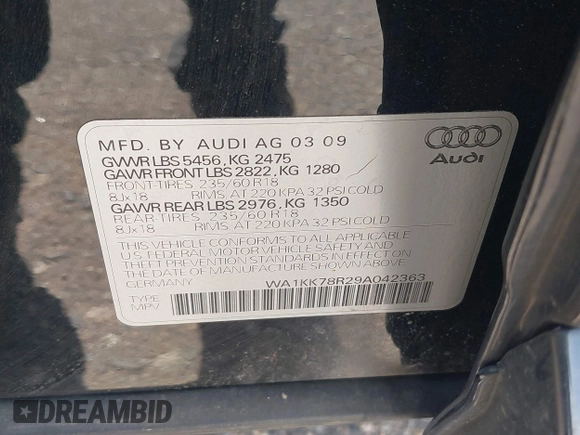 MFD. BY AUDI AG 03 09
GVWR LBS 5456, KG 2475
GAWR FRONT LBS 2822, KG 1280
FRONT-TIRES, 235/60 R18
8Jx18 RIMS, AT 220 KPA 32 PSI COLD
GAWR REAR LBS 2976, KG 1350
REAR-TIRES, 235/60 R18
8Jx18 RIMS, AT 220 KPA 32 PSI COLD
THIS VEHICLE CONFORMS TO ALL APPLICABLE
U.S. FEDERAL MOTOR VEHICLE SAFETY AND
THEFT PREVENTION STANDARDS IN EFFECT ON
THE DATE OF MANUFACTURE SHOWN ABOVE.
GERMANY WA1KK78R29A042363
TYPE
MPV
Audi
DREAMBID